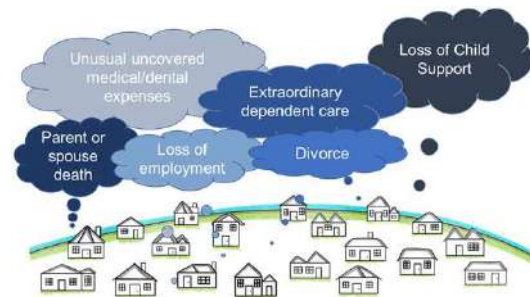 Unusual uncovered
medical/dental
expenses
Loss of Child
Support
Extraordinary
dependent care
Parent or
spouse
death
Loss of
employment
Divorce